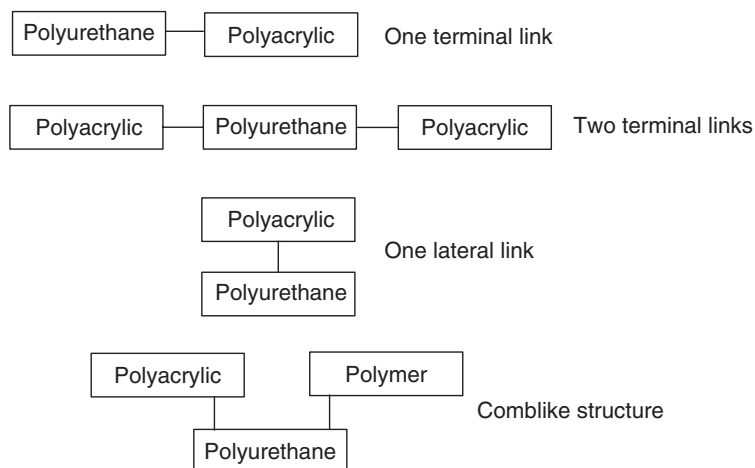 Polyurethane Polyacrylic One terminal link
Polyacrylic Polyurethane Polyacrylic Two terminal links
Polyacrylic
One lateral link
Polyurethane
Polyacrylic Polymer
Comblike structure
Polyurethane